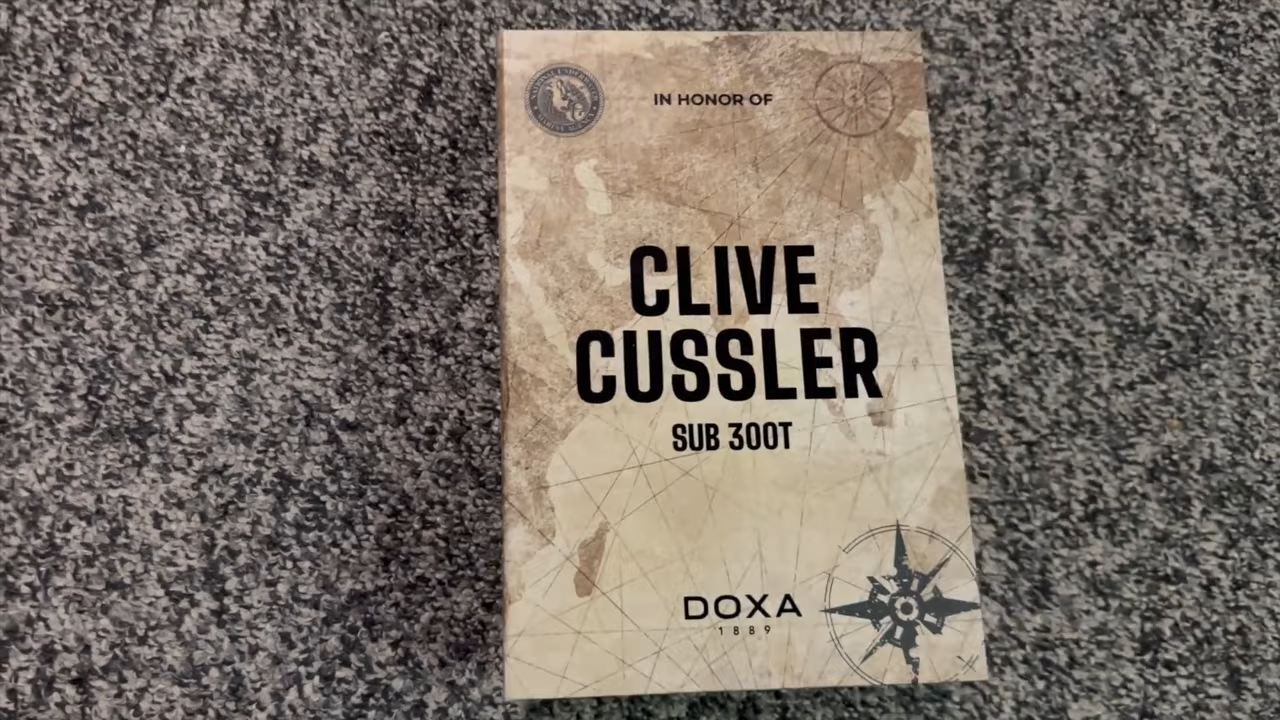 IN HONOR OF
CLIVE
CUSSLER
SUB 300T
DOXA
1889